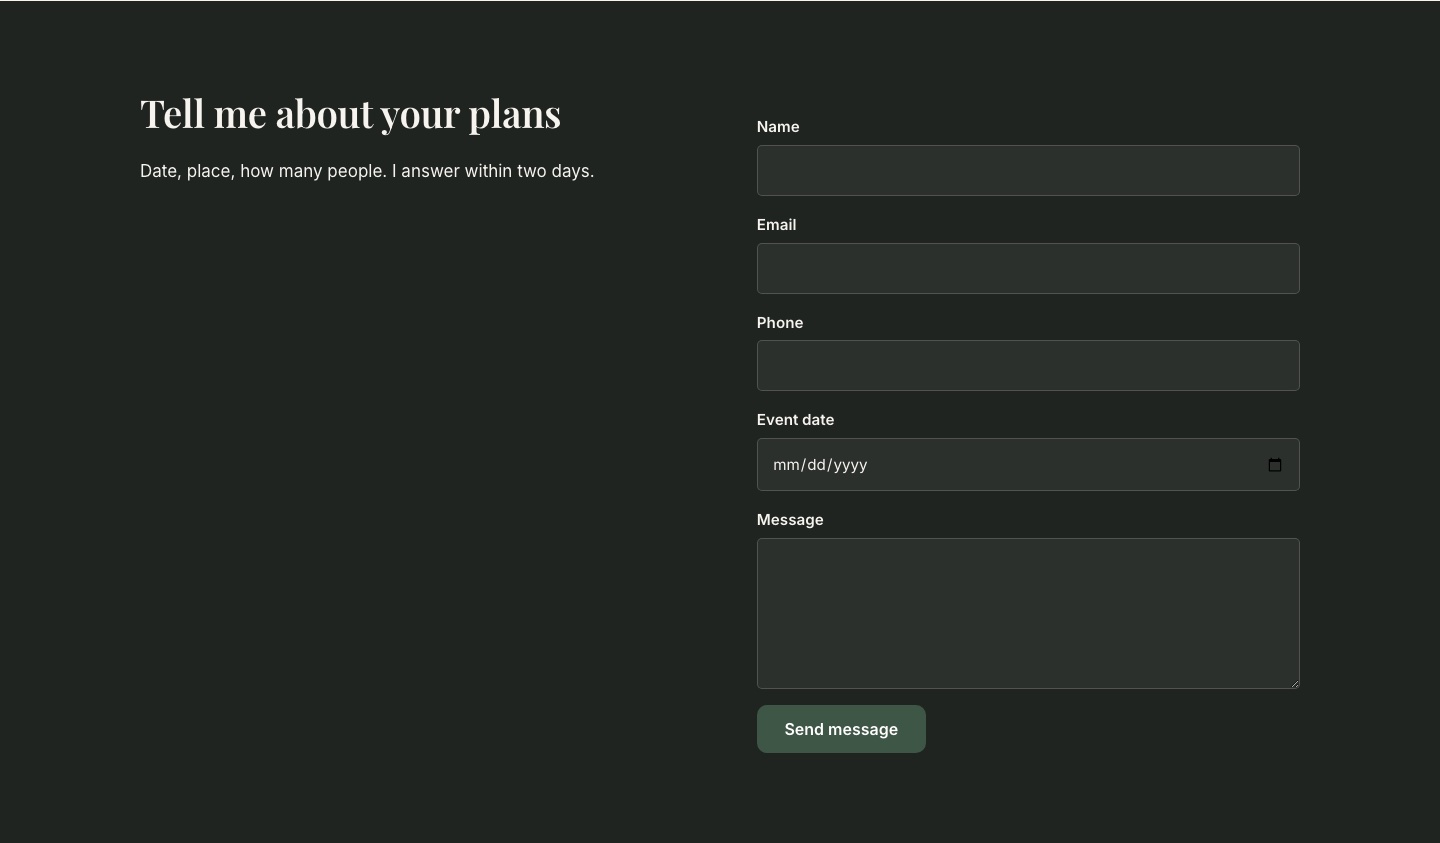 Tell me about your plans
Date, place, how many people. I answer within two days.
Name
Email
Phone
Event date
mm/dd/yyyy
Message
Send message